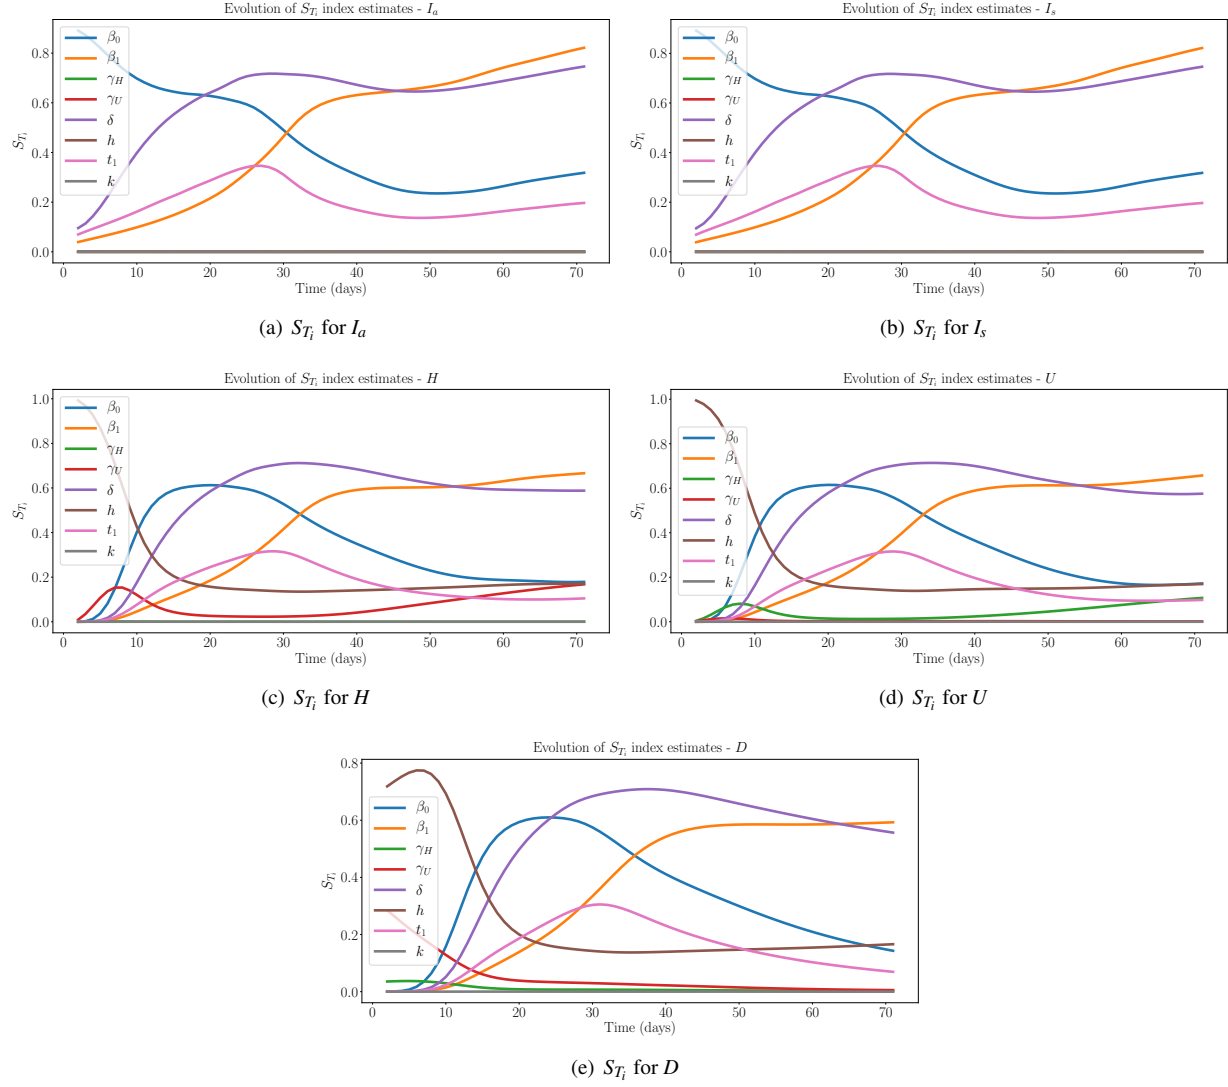 Evolution of S_{T_i} index estimates - I_a
S_{T_i}
0.8
0.6
0.4
0.2
0.0
β_0
β_1
γ_H
γ_U
δ
h
t_1
k
0 10 20 30 40 50 60 70
Time (days)
(a) S_{T_i} for I_a
Evolution of S_{T_i} index estimates - I_s
S_{T_i}
0.8
0.6
0.4
0.2
0.0
β_0
β_1
γ_H
γ_U
δ
h
t_1
k
0 10 20 30 40 50 60 70
Time (days)
(b) S_{T_i} for I_s
Evolution of S_{T_i} index estimates - H
S_{T_i}
1.0
0.8
0.6
0.4
0.2
0.0
β_0
β_1
γ_H
γ_U
δ
h
t_1
k
0 10 20 30 40 50 60 70
Time (days)
(c) S_{T_i} for H
Evolution of S_{T_i} index estimates - U
S_{T_i}
1.0
0.8
0.6
0.4
0.2
0.0
β_0
β_1
γ_H
γ_U
δ
h
t_1
k
0 10 20 30 40 50 60 70
Time (days)
(d) S_{T_i} for U
Evolution of S_{T_i} index estimates - D
S_{T_i}
0.8
0.6
0.4
0.2
0.0
β_0
β_1
γ_H
γ_U
δ
h
t_1
k
0 10 20 30 40 50 60 70
Time (days)
(e) S_{T_i} for D